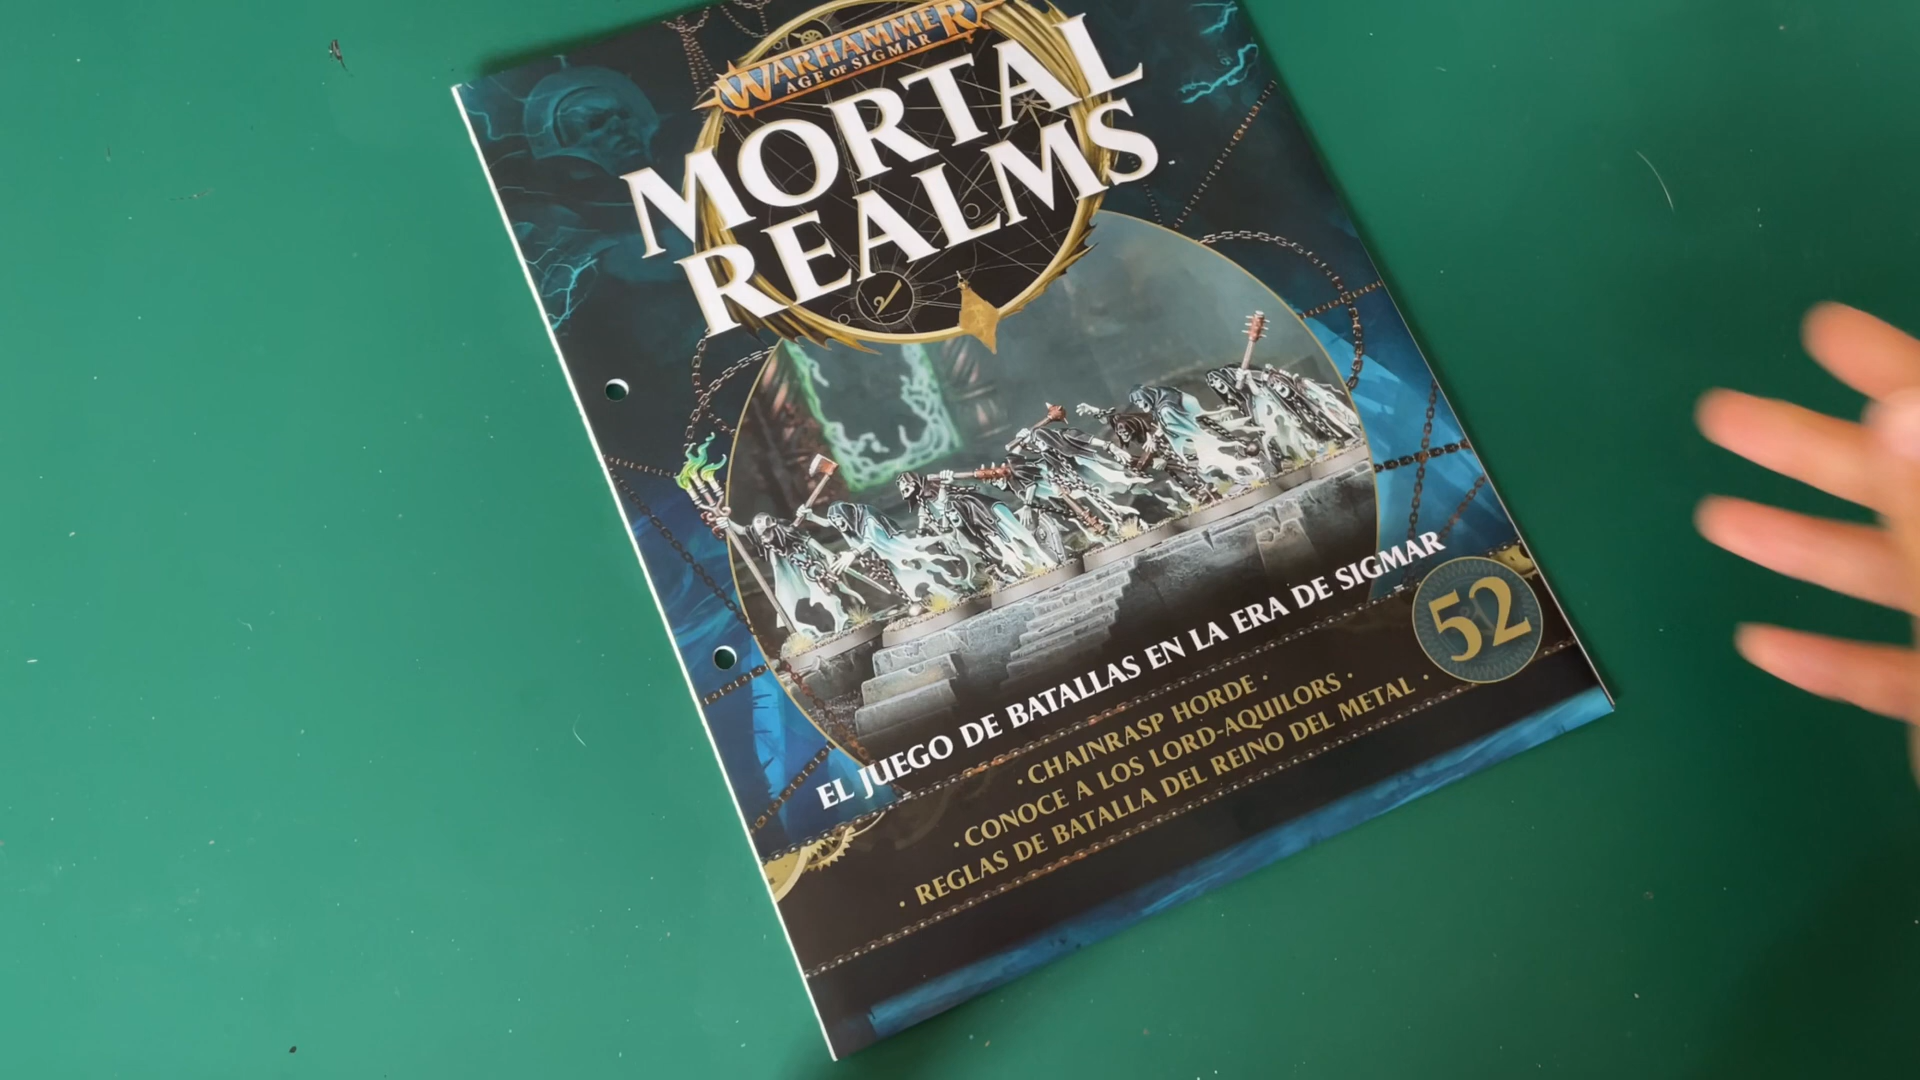 WARHAMMER
AGE OF SIGMAR
MORTAL
REALMS
EL JUEGO DE BATALLAS EN LA ERA DE SIGMAR
52
· CHAINRASP HORDE ·
· CONOCE A LOS LORD-AQUILORS ·
· REGLAS DE BATALLA DEL REINO DEL METAL ·